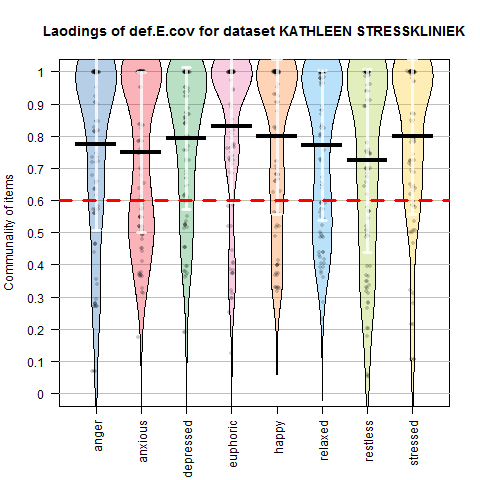 Laodings of def.E.cov for dataset KATHLEEN STRESSKLINIEK
Communality of items
1
0.9
0.8
0.7
0.6
0.5
0.4
0.3
0.2
0.1
0
anger
anxious
depressed
euphoric
happy
relaxed
restless
stressed